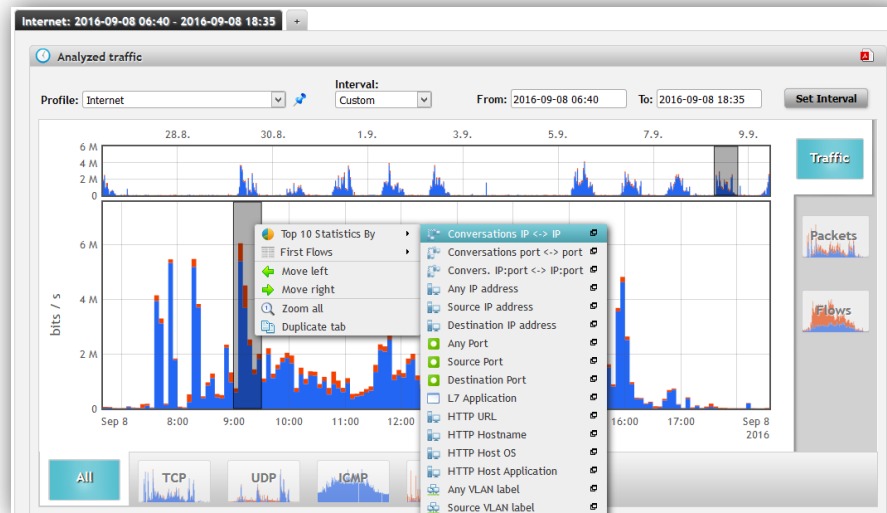 Internet: 2016-09-08 06:40 - 2016-09-08 18:35 +
Analyzed traffic
Interval:
Profile: Internet Custom From: 2016-09-08 06:40 To: 2016-09-08 18:35 Set Interval
28.8. 30.8. 1.9. 3.9. 5.9. 7.9. 9.9.
6 M
4 M
2 M
0
Traffic
Packets
Flows
bits / s
6 M
4 M
2 M
0
Top 10 Statistics By
First Flows
Move left
Move right
Zoom all
Duplicate tab
Conversations IP <-> IP
Conversations port <-> port
Convers. IP:port <-> IP:port
Any IP address
Source IP address
Destination IP address
Any Port
Source Port
Destination Port
L7 Application
HTTP URL
HTTP Hostname
HTTP Host OS
HTTP Host Application
Any VLAN label
Source VLAN label
Sep 8 8:00 9:00 10:00 11:00 12:00 16:00 17:00 Sep 8
2016
All TCP UDP ICMP